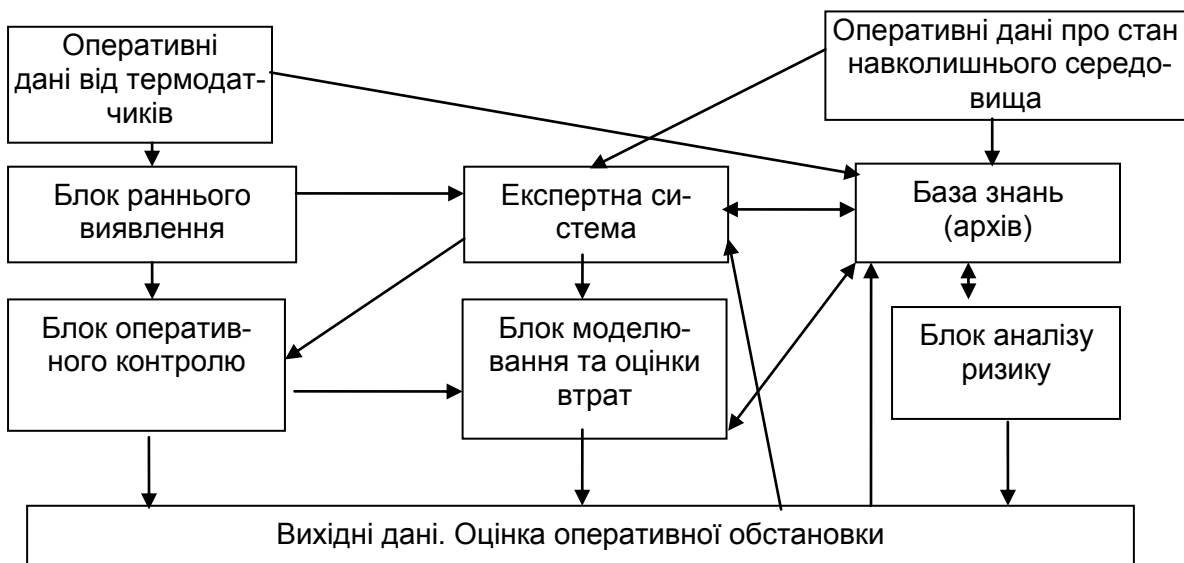 Оперативні
дані від термодат-
чиків
Оперативні дані про стан
навколишнього середо-
вища
Блок раннього
виявлення
Експертна си-
стема
База знань
(архів)
Блок оператив-
ного контролю
Блок моделю-
вання та оцінки
втрат
Блок аналізу
ризику
Вихідні дані. Оцінка оперативної обстановки